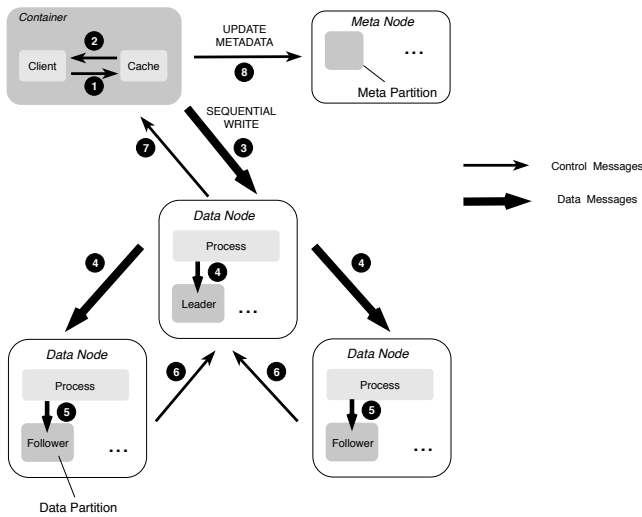 Container
2
Client
Cache
1
UPDATE
METADATA
8
Meta Node
...
Meta Partition
SEQUENTIAL
WRITE
3
7
Control Messages
Data Messages
Data Node
Process
4
Leader
...
4
4
Data Node
Process
5
Follower
...
Data Partition
6
6
Data Node
Process
5
Follower
...